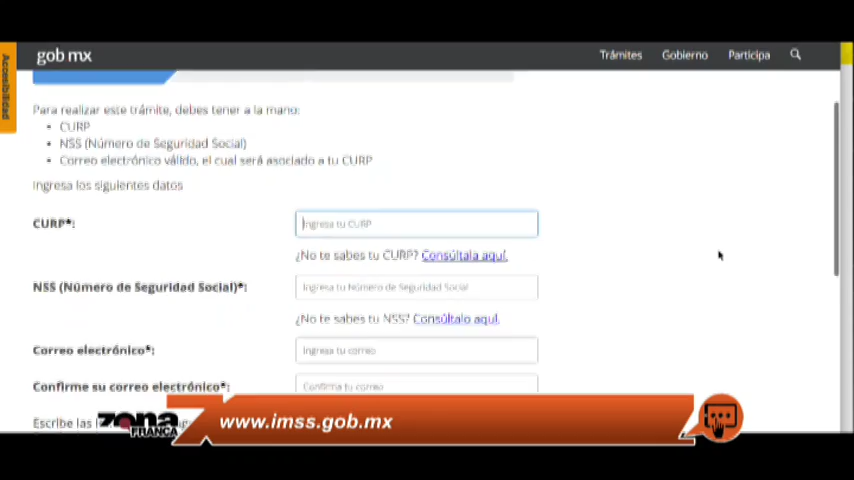 gob mx
Trámites Gobierno Participa
Accesibilidad
Para realizar este trámite, debes tener a la mano:
• CURP
• NSS (Número de Seguridad Social)
• Correo electrónico válido, el cual será asociado a tu CURP
Ingresa los siguientes datos
CURP*: Ingresa tu CURP
¿No te sabes tu CURP? Consúltala aquí.
NSS (Número de Seguridad Social)*: Ingresa tu Número de Seguridad Social
¿No te sabes tu NSS? Consúltalo aquí.
Correo electrónico*: Ingresa tu correo
Confirme su correo electrónico*: Confirma tu correo
Escribe las
zona FRANCA
www.imss.gob.mx